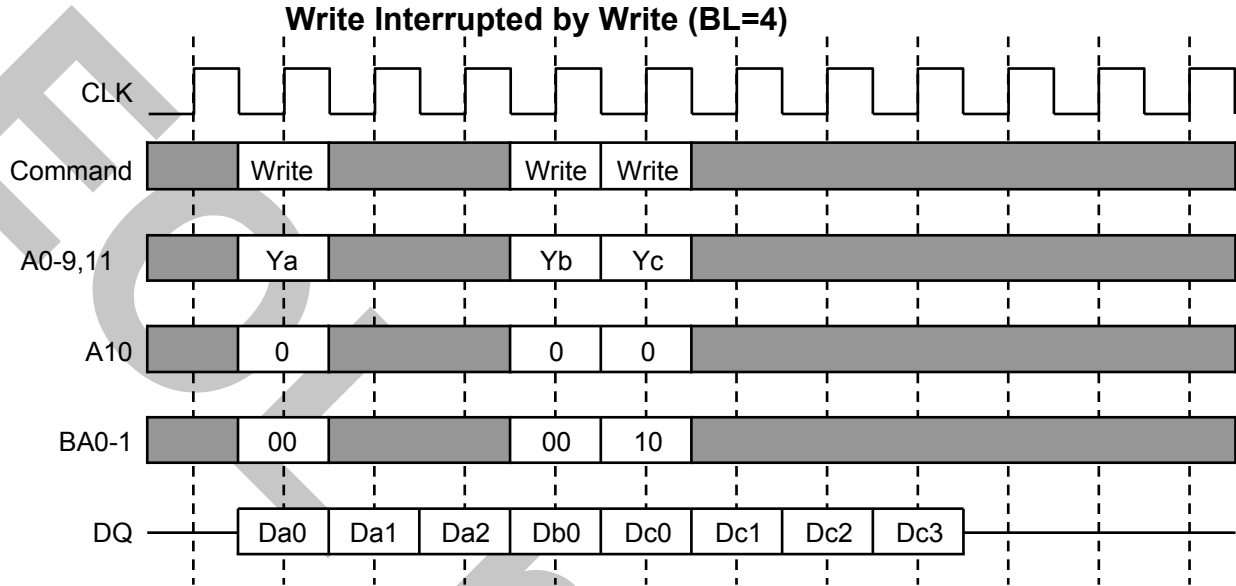 Write Interrupted by Write (BL=4)
CLK
Command Write Write Write
A0-9,11 Ya Yb Yc
A10 0 0 0
BA0-1 00 00 10
DQ Da0 Da1 Da2 Db0 Dc0 Dc1 Dc2 Dc3